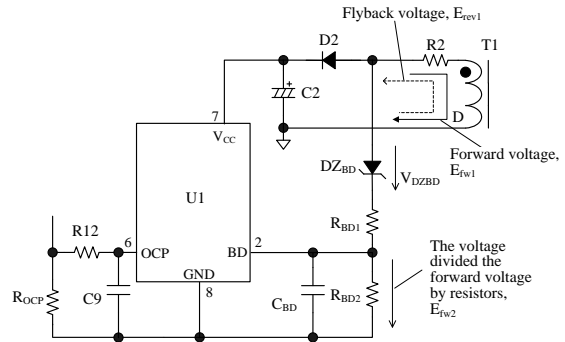 Flyback voltage, Erev1
D2
R2
T1
+
C2
D
7
VCC
Forward voltage,
Efw1
DZBD
VDZBD
U1
RBD1
R12
6
OCP
BD
2
The voltage
divided the
forward voltage
by resistors,
Efw2
GND
8
ROCP
C9
CBD
RBD2